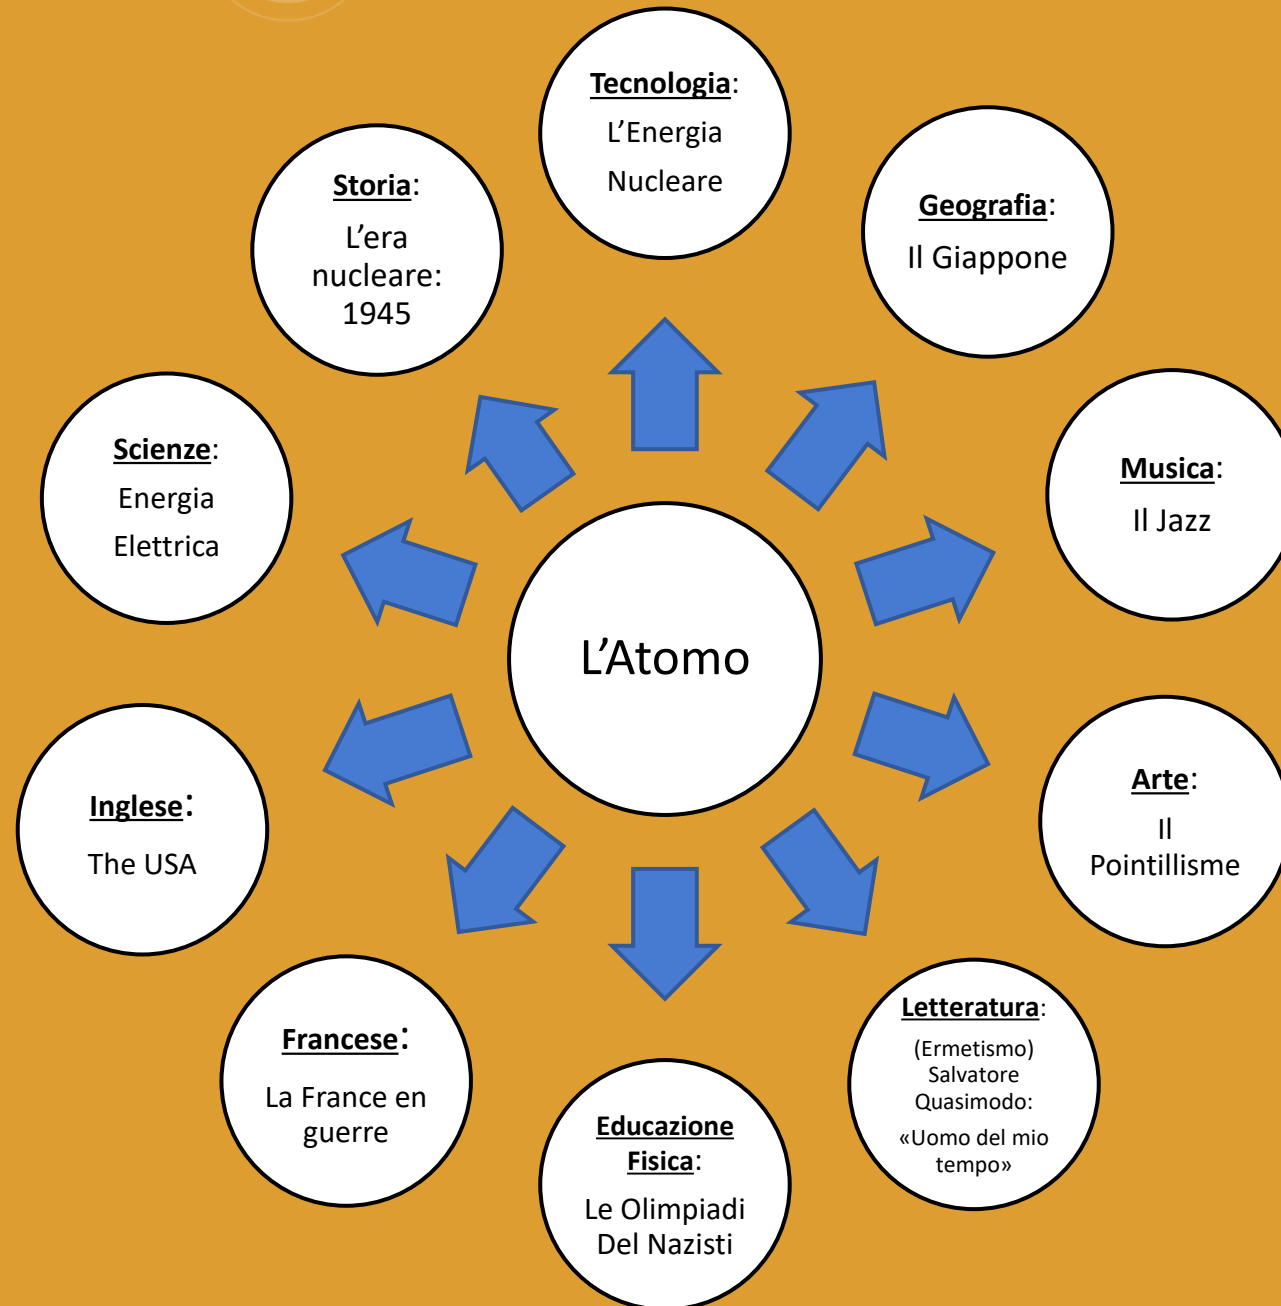 Tecnologia:
L'Energia
Nucleare
Geografia:
Il Giappone
Musica:
Il Jazz
Arte:
Il
Pointillisme
Letteratura:
(Ermetismo)
Salvatore
Quasimodo:
«Uomo del mio
tempo»
Educazione
Fisica:
Le Olimpiadi
Del Nazisti
Francese:
La France en
guerre
Inglese:
The USA
Scienze:
Energia
Elettrica
Storia:
L'era
nucleare:
1945
L'Atomo